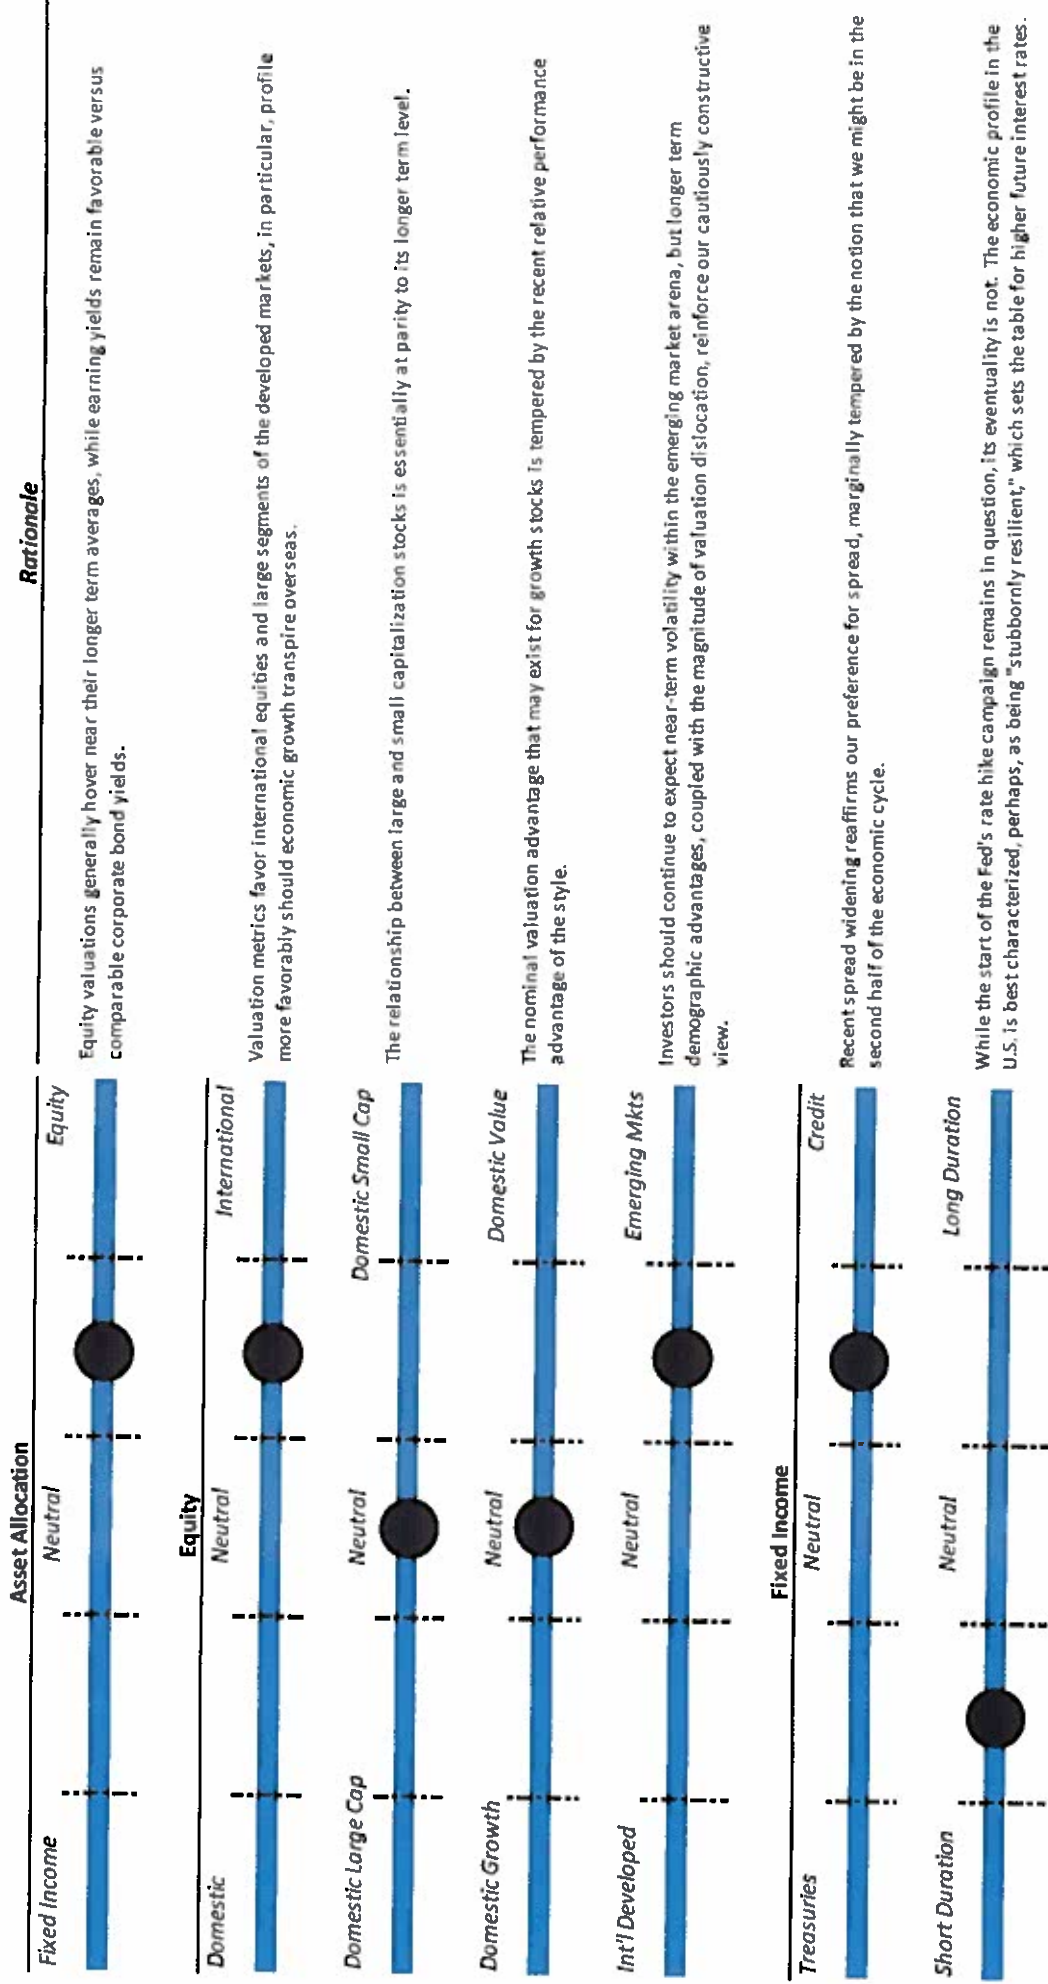 Asset Allocation
Rationale
Fixed Income Neutral Equity
Equity valuations generally hover near their longer term averages, while earning yields remain favorable versus
comparable corporate bond yields.
Equity
Domestic Neutral International
Valuation metrics favor international equities and large segments of the developed markets, in particular, profile
more favorably should economic growth transpire overseas.
Domestic Large Cap Neutral Domestic Small Cap
The relationship between large and small capitalization stocks is essentially at parity to its longer term level.
Domestic Growth Neutral Domestic Value
The nominal valuation advantage that may exist for growth stocks is tempered by the recent relative performance
advantage of the style.
Int'l Developed Neutral Emerging Mkts
Investors should continue to expect near-term volatility within the emerging market arena, but longer term
demographic advantages, coupled with the magnitude of valuation dislocation, reinforce our cautiously constructive
view.
Fixed Income
Treasuries Neutral Credit
Recent spread widening reaffirms our preference for spread, marginally tempered by the notion that we might be in the
second half of the economic cycle.
Short Duration Neutral Long Duration
While the start of the Fed's rate hike campaign remains in question, its eventuality is not. The economic profile in the
U.S. is best characterized, perhaps, as being "stubbornly resilient," which sets the table for higher future interest rates.